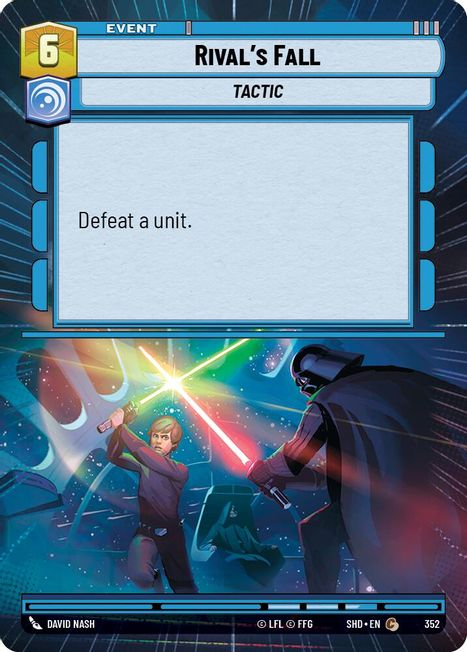 EVENT
6
RIVAL'S FALL
TACTIC
Defeat a unit.
DAVID NASH
© LFL © FFG
SHD • EN
C
352